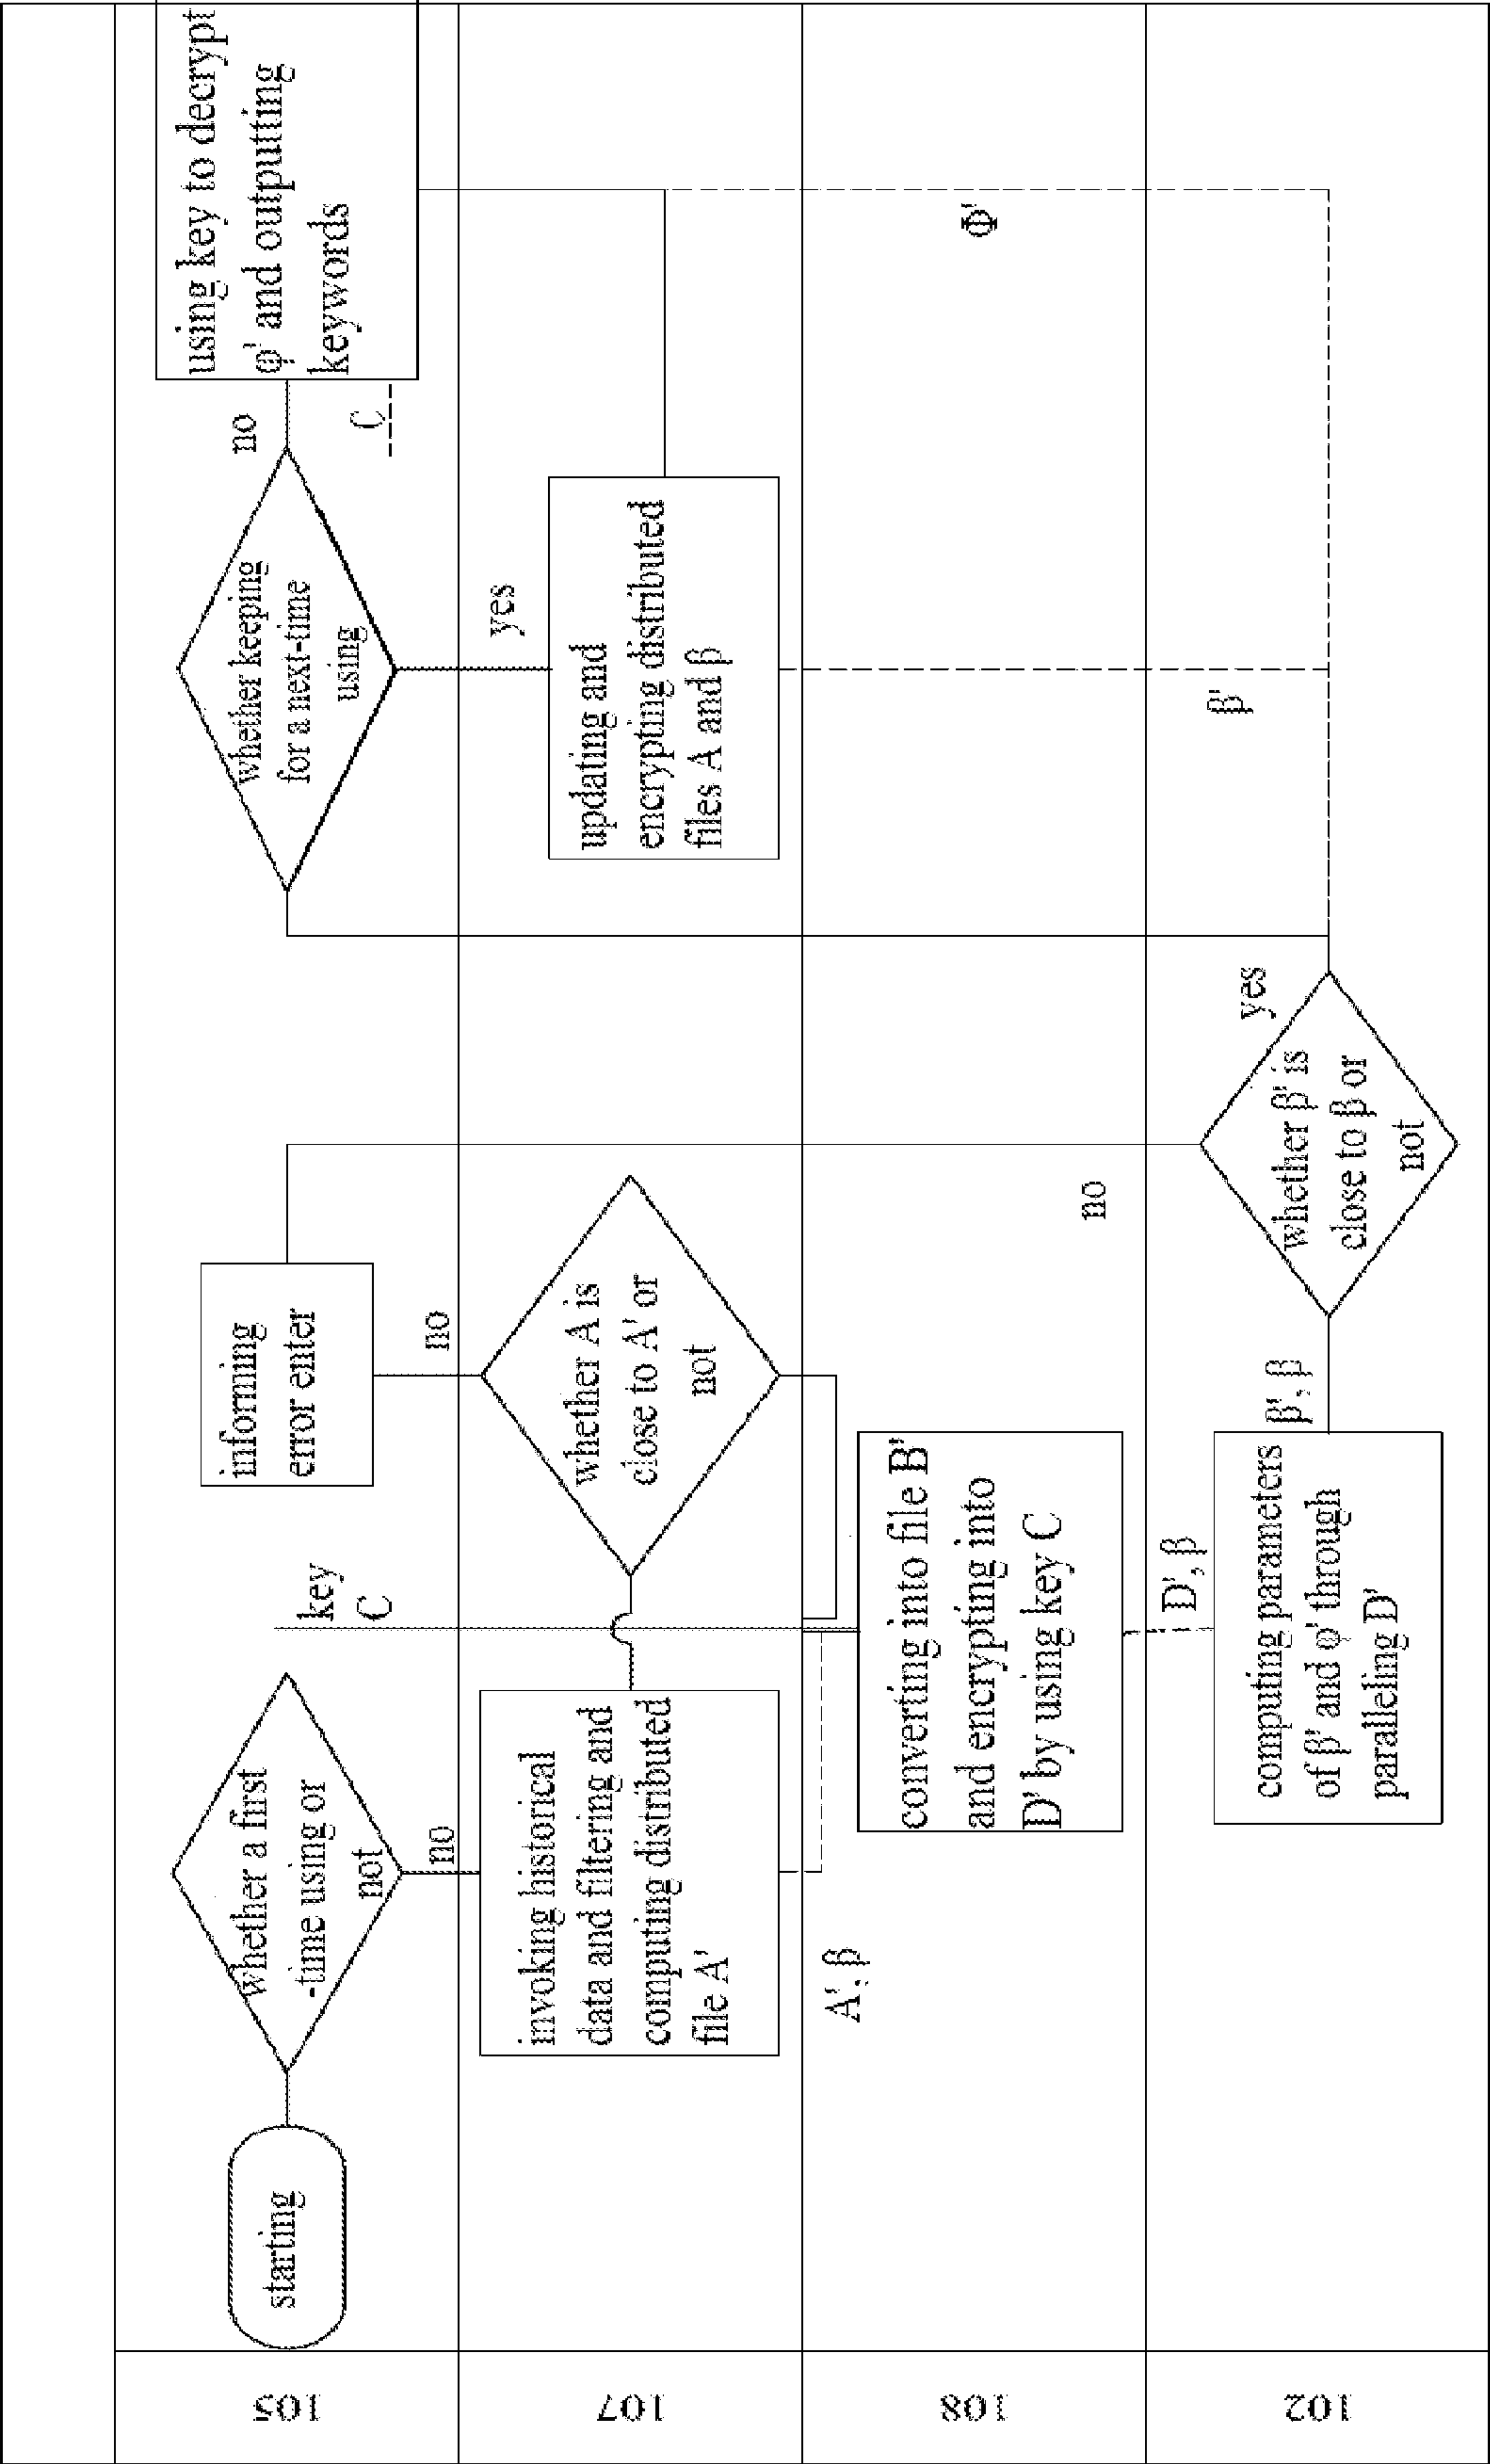 105
starting
whether a first
-time using or
not
no
key
C
informing
error enter
no
whether keeping
for a next-time
using
no
C
using key to decrypt
φ' and outputting
keywords
107
invoking historical
data and filtering and
computing distributed
file A'
whether A is
close to A' or
not
yes
updating and
encrypting distributed
files A and β
108
A', β
converting into file B'
and encrypting into
D' by using key C
no
Φ'
102
D', β
computing parameters
of β' and φ' through
paralleling D'
β', β
whether β' is
close to β or
not
yes
β'